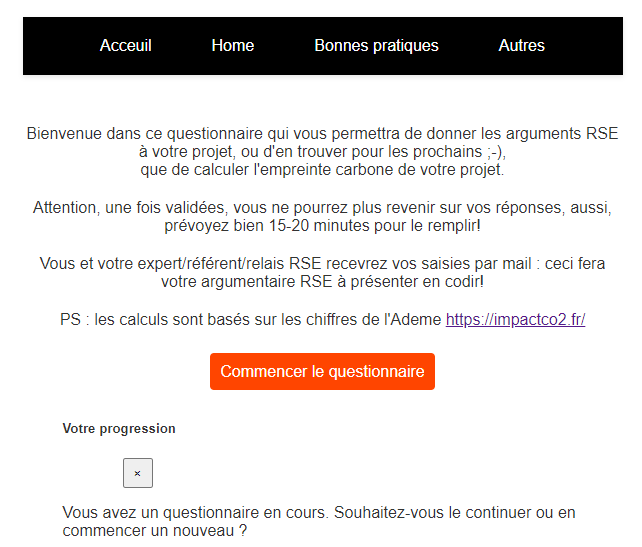 Acceuil Home Bonnes pratiques Autres
Bienvenue dans ce questionnaire qui vous permettra de donner les arguments RSE
à votre projet, ou d'en trouver pour les prochains ;-),
que de calculer l'empreinte carbone de votre projet.
Attention, une fois validées, vous ne pourrez plus revenir sur vos réponses, aussi,
prévoyez bien 15-20 minutes pour le remplir!
Vous et votre expert/référent/relais RSE recevrez vos saisies par mail : ceci fera
votre argumentaire RSE à présenter en codir!
PS : les calculs sont basés sur les chiffres de l'Ademe https://impactco2.fr/
Commencer le questionnaire
Votre progression
×
Vous avez un questionnaire en cours. Souhaitez-vous le continuer ou en
commencer un nouveau ?